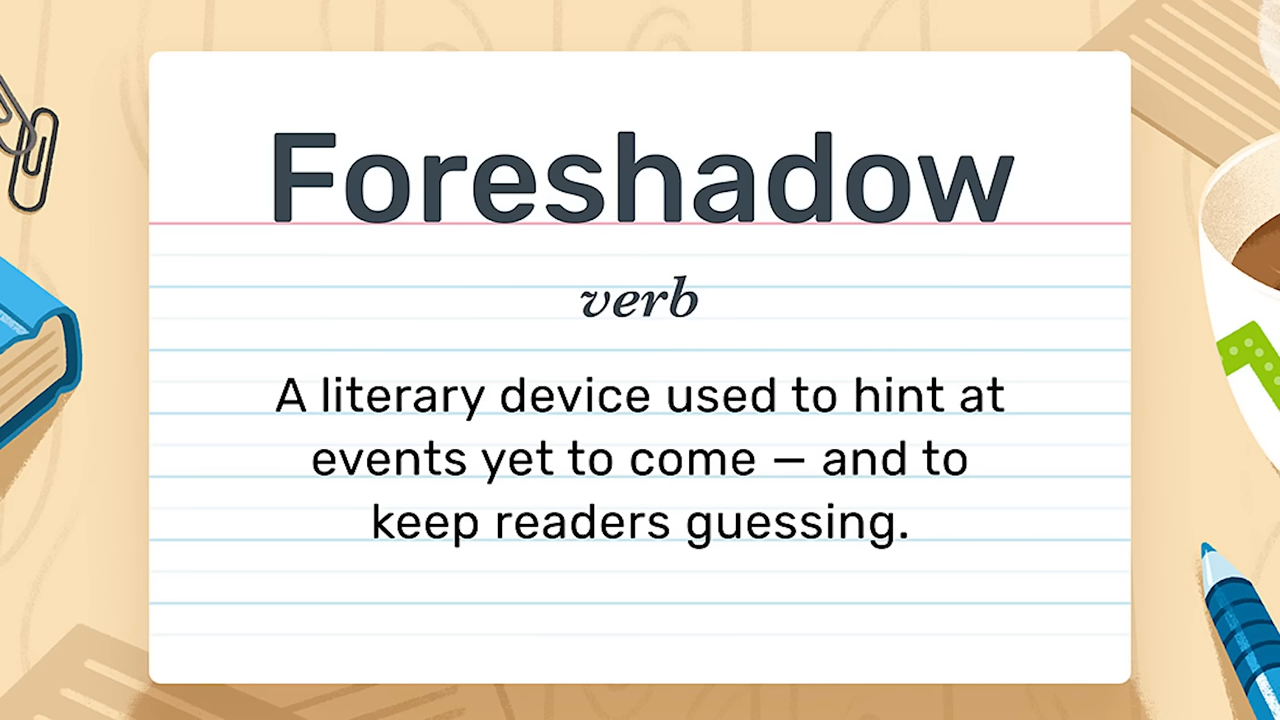 Foreshadow
verb
A literary device used to hint at
events yet to come — and to
keep readers guessing.